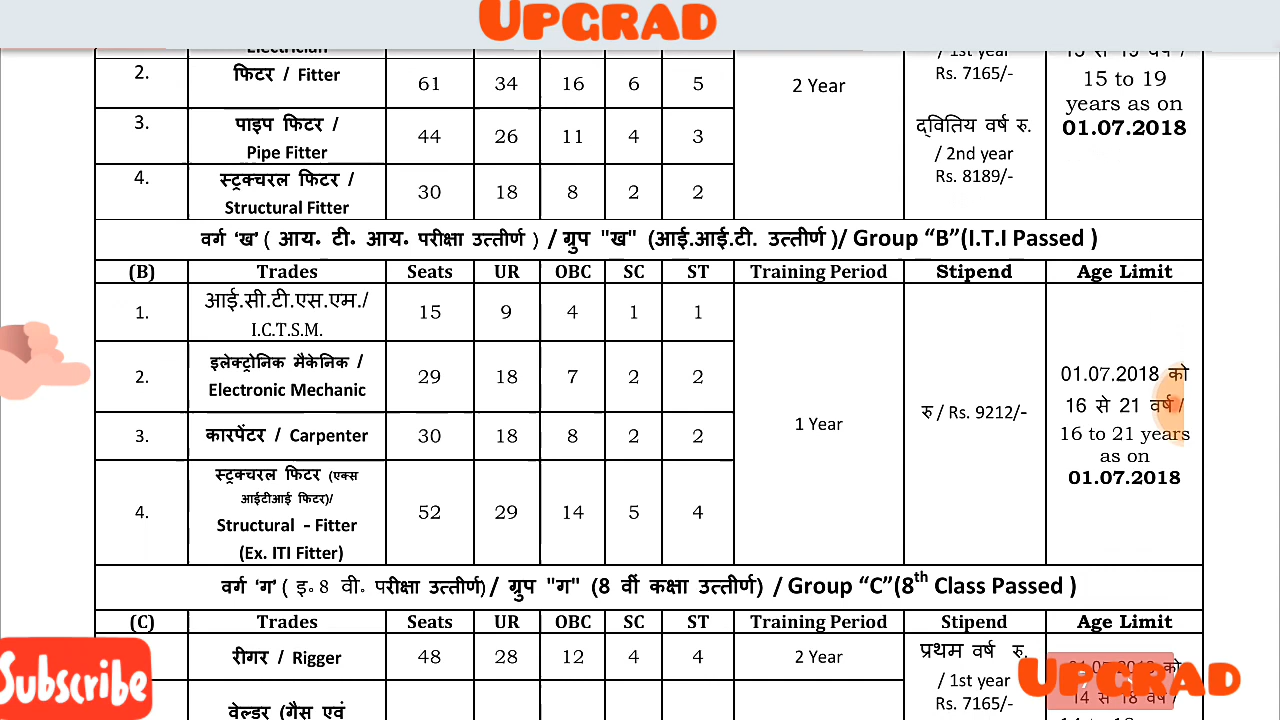 UPGRAD
Electrician
2.
फिटर / Fitter
61 34 16 6 5
2 Year
/ 1st year
Rs. 7165/-
15 to 19
years as on
01.07.2018
3.
पाइप फिटर /
Pipe Fitter
44 26 11 4 3
द्वितिय वर्ष रु.
/ 2nd year
Rs. 8189/-
4.
स्ट्रक्चरल फिटर /
Structural Fitter
30 18 8 2 2
वर्ग ‘ख’ ( आय. टी. आय. परीक्षा उत्तीर्ण ) / ग्रुप "ख" (आई.आई.टी. उत्तीर्ण )/ Group “B”(I.T.I Passed )
(B) Trades Seats UR OBC SC ST Training Period Stipend Age Limit
1.
आई.सी.टी.एस.एम./
I.C.T.S.M.
15 9 4 1 1
2.
इलेक्ट्रोनिक मैकेनिक /
Electronic Mechanic
29 18 7 2 2
3.
कारपेंटर / Carpenter
30 18 8 2 2
4.
स्ट्रक्चरल फिटर (एक्स
आईटीआई फिटर)/
Structural – Fitter
(Ex. ITI Fitter)
52 29 14 5 4
1 Year
रु / Rs. 9212/-
01.07.2018 को
16 से 21 वर्ष /
16 to 21 years
as on
01.07.2018
वर्ग ‘ग’ ( इ. 8 वी. परीक्षा उत्तीर्ण) / ग्रुप "ग" (8 वीं कक्षा उत्तीर्ण) / Group “C”(8th Class Passed )
(C) Trades Seats UR OBC SC ST Training Period Stipend Age Limit
रीगर / Rigger
48 28 12 4 4
2 Year
प्रथम वर्ष रु.
/ 1st year
Rs. 7165/-
14 से 18 वर्ष /
वेल्डर (गैस एवं
Subscribe
UPGRAD